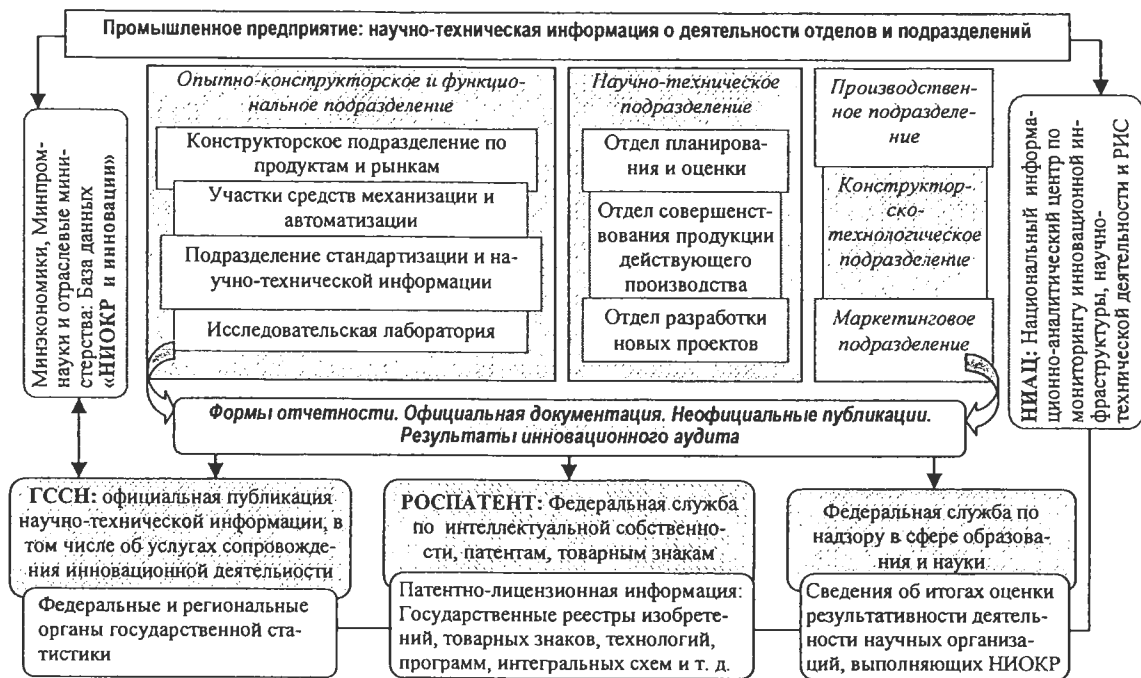 Промышленное предприятие: научно-техническая информация о деятельности отделов и подразделений
Минэкономики, Минпром-
науки и отраслевые мини-
стерства: База данных
«НИОКР и инновации»
Опытно-конструкторское и функцио-
нальное подразделение
Конструкторское подразделение по
продуктам и рынкам
Участки средств механизации и
автоматизации
Подразделение стандартизации и на-
учно-технической информации
Исследовательская лаборатория
Научно-техническое
подразделение
Отдел планирова-
ния и оценки
Отдел совершенст-
вования продукции
действующего
производства
Отдел разработки
новых проектов
Производствен-
ное подразделе-
ние
Конструктор-
ско-
технологическое
подразделение
Маркетинговое
подразделение
НИАЦ: Национальный информа-
ционно-аналитический центр по
мониторингу инновационной ин-
фраструктуры, научно-
технической деятельности и РИС
Формы отчетности. Официальная документация. Неофициальные публикации.
Результаты инновационного аудита
ГССН: официальная публикация
научно-технической информации, в
том числе об услугах сопровожде-
ния инновационной деятельности
Федеральные и региональные
органы государственной ста-
тистики
РОСПАТЕНТ: Федеральная служба
по интеллектуальной собственно-
сти, патентам, товарным знакам
Патентно-лицензионная информация:
Государственные реестры изобрете-
ний, товарных знаков, технологий,
программ, интегральных схем и т. д.
Федеральная служба по
надзору в сфере образова-
ния и науки
Сведения об итогах оценки
результативности деятель-
ности научных организа-
ций, выполняющих НИОКР